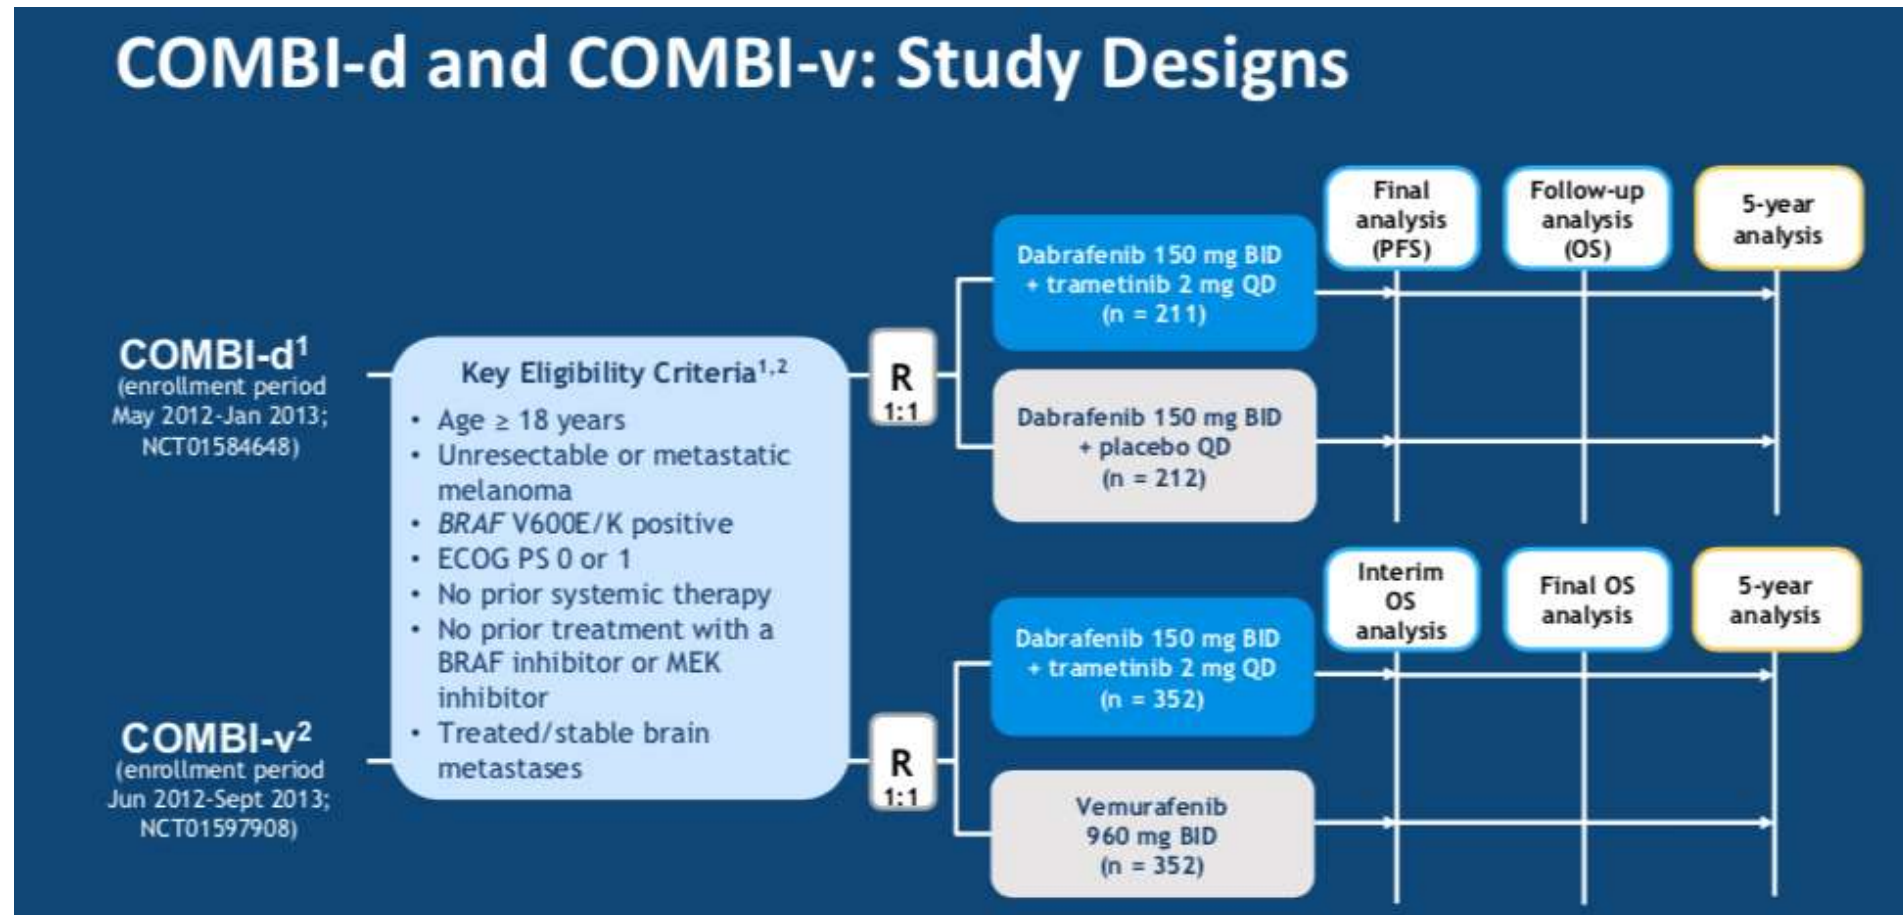 COMBI-d and COMBI-v: Study Designs
COMBI-d¹
(enrollment period
May 2012-Jan 2013;
NCT01584648)
Key Eligibility Criteria¹,²
• Age ≥ 18 years
• Unresectable or metastatic
melanoma
• BRAF V600E/K positive
• ECOG PS 0 or 1
• No prior systemic therapy
• No prior treatment with a
BRAF inhibitor or MEK
inhibitor
• Treated/stable brain
metastases
R
1:1
Dabrafenib 150 mg BID
+ trametinib 2 mg QD
(n = 211)
Dabrafenib 150 mg BID
+ placebo QD
(n = 212)
Final
analysis
(PFS)
Follow-up
analysis
(OS)
5-year
analysis
COMBI-v²
(enrollment period
Jun 2012-Sept 2013;
NCT01597908)
R
1:1
Dabrafenib 150 mg BID
+ trametinib 2 mg QD
(n = 352)
Vemurafenib
960 mg BID
(n = 352)
Interim
OS
analysis
Final OS
analysis
5-year
analysis